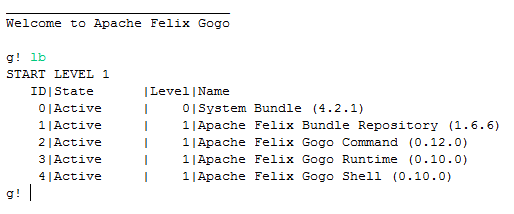 Welcome to Apache Felix Gogo
g! lb
START LEVEL 1
   ID|State      |Level|Name
    0|Active     |    0|System Bundle (4.2.1)
    1|Active     |    1|Apache Felix Bundle Repository (1.6.6)
    2|Active     |    1|Apache Felix Gogo Command (0.12.0)
    3|Active     |    1|Apache Felix Gogo Runtime (0.10.0)
    4|Active     |    1|Apache Felix Gogo Shell (0.10.0)
g!